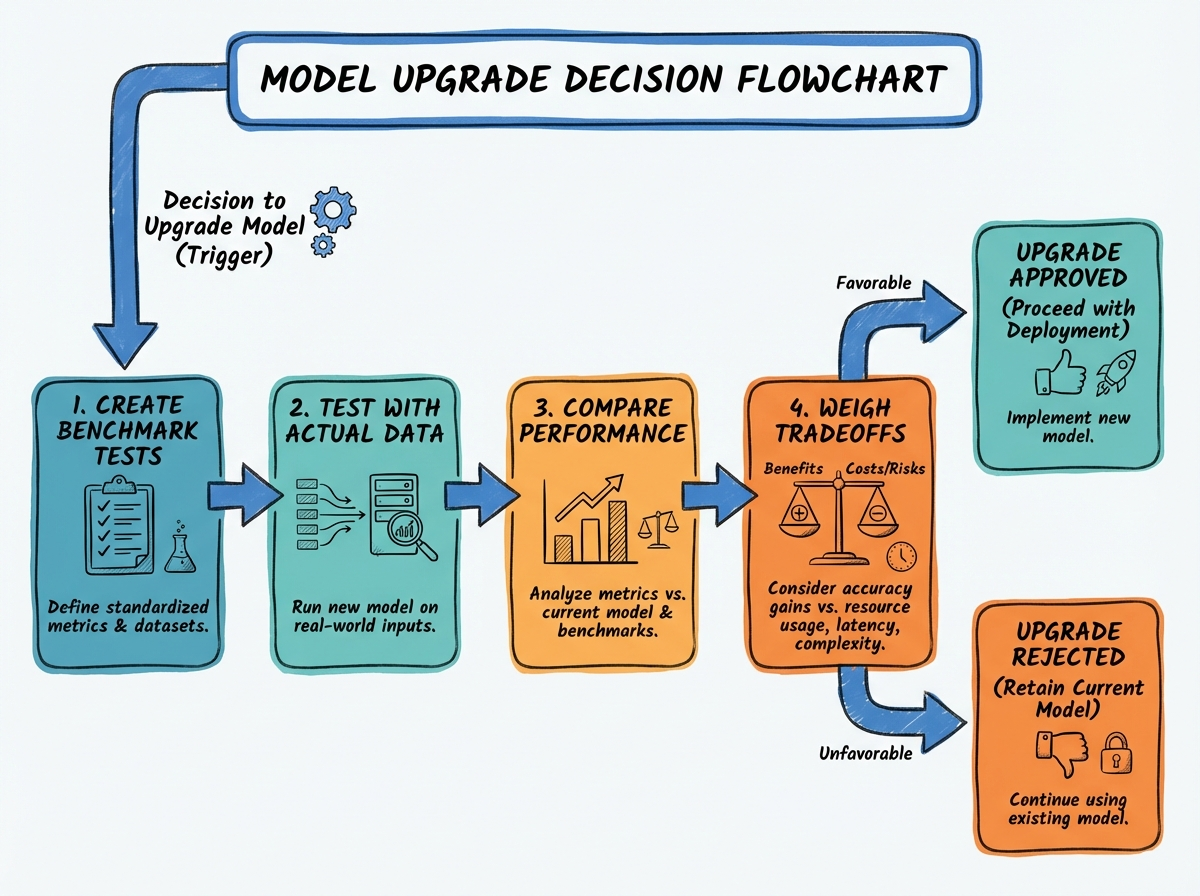 MODEL UPGRADE DECISION FLOWCHART
Decision to
Upgrade Model
(Trigger)
1. CREATE
BENCHMARK
TESTS
Define standardized
metrics & datasets.
2. TEST WITH
ACTUAL DATA
Run new model on
real-world inputs.
3. COMPARE
PERFORMANCE
Analyze metrics vs.
current model &
benchmarks.
4. WEIGH
TRADEOFFS
Benefits Costs/Risks
Consider accuracy
gains vs. resource
usage, latency,
complexity.
Favorable
UPGRADE
APPROVED
(Proceed with
Deployment)
Implement new
model.
Unfavorable
UPGRADE
REJECTED
(Retain Current
Model)
Continue using
existing model.